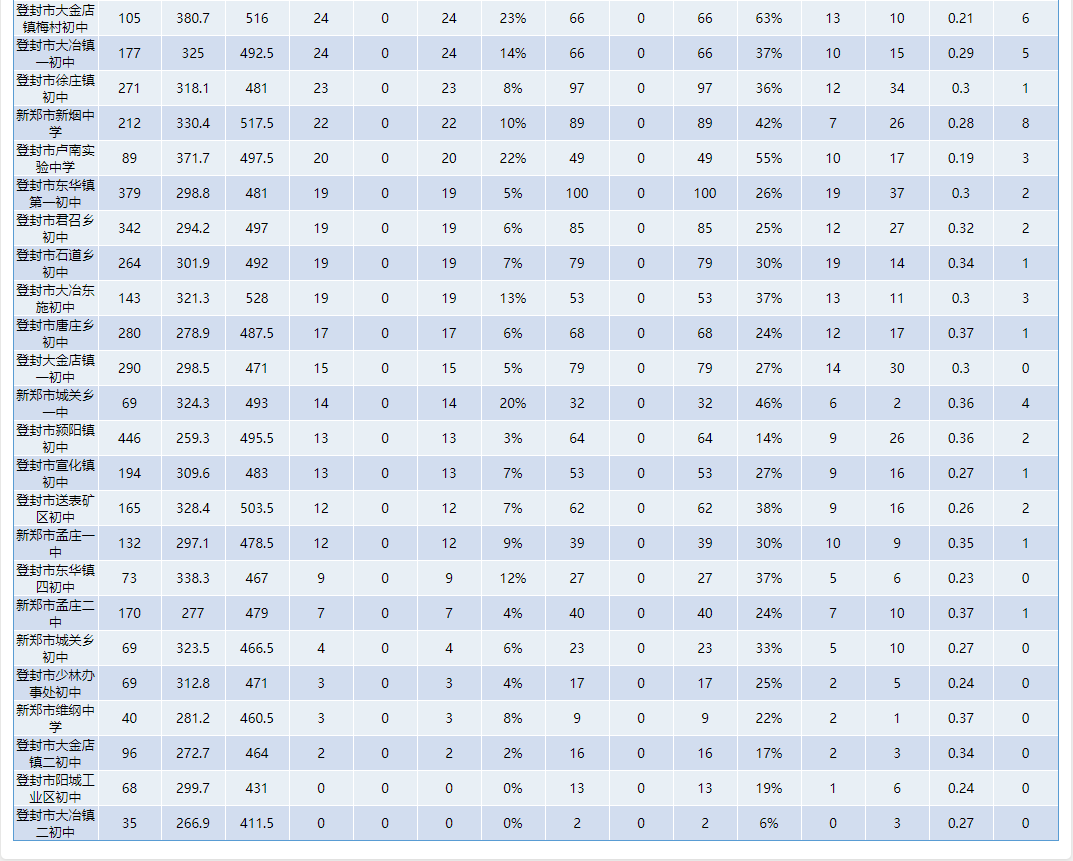 登封市大金店镇梅村初中 105 380.7 516 24 0 24 23% 66 0 66 63% 13 10 0.21 6
登封市大冶镇一初中 177 325 492.5 24 0 24 14% 66 0 66 37% 10 15 0.29 5
登封市徐庄镇初中 271 318.1 481 23 0 23 8% 97 0 97 36% 12 34 0.3 1
新郑市新烟中学 212 330.4 517.5 22 0 22 10% 89 0 89 42% 7 26 0.28 8
登封市卢南实验中学 89 371.7 497.5 20 0 20 22% 49 0 49 55% 10 17 0.19 3
登封市东华镇第一初中 379 298.8 481 19 0 19 5% 100 0 100 26% 19 37 0.3 2
登封市君召乡初中 342 294.2 497 19 0 19 6% 85 0 85 25% 12 27 0.32 2
登封市石道乡初中 264 301.9 492 19 0 19 7% 79 0 79 30% 19 14 0.34 1
登封市大冶东施初中 143 321.3 528 19 0 19 13% 53 0 53 37% 13 11 0.3 3
登封市唐庄乡初中 280 278.9 487.5 17 0 17 6% 68 0 68 24% 12 17 0.37 1
登封大金店镇一初中 290 298.5 471 15 0 15 5% 79 0 79 27% 14 30 0.3 0
新郑市城关乡一中 69 324.3 493 14 0 14 20% 32 0 32 46% 6 2 0.36 4
登封市颍阳镇初中 446 259.3 495.5 13 0 13 3% 64 0 64 14% 9 26 0.36 2
登封市宣化镇初中 194 309.6 483 13 0 13 7% 53 0 53 27% 9 16 0.27 1
登封市送表矿区初中 165 328.4 503.5 12 0 12 7% 62 0 62 38% 9 16 0.26 2
新郑市孟庄一中 132 297.1 478.5 12 0 12 9% 39 0 39 30% 10 9 0.35 1
登封市东华镇四初中 73 338.3 467 9 0 9 12% 27 0 27 37% 5 6 0.23 0
新郑市孟庄二中 170 277 479 7 0 7 4% 40 0 40 24% 7 10 0.37 1
新郑市城关乡初中 69 323.5 466.5 4 0 4 6% 23 0 23 33% 5 10 0.27 0
登封市少林办事处初中 69 312.8 471 3 0 3 4% 17 0 17 25% 2 5 0.24 0
新郑市维纲中学 40 281.2 460.5 3 0 3 8% 9 0 9 22% 2 1 0.37 0
登封市大金店镇二初中 96 272.7 464 2 0 2 2% 16 0 16 17% 2 3 0.34 0
登封市阳城工业区初中 68 299.7 431 0 0 0 0% 13 0 13 19% 1 6 0.24 0
登封市大冶镇二初中 35 266.9 411.5 0 0 0 0% 2 0 2 6% 0 3 0.27 0